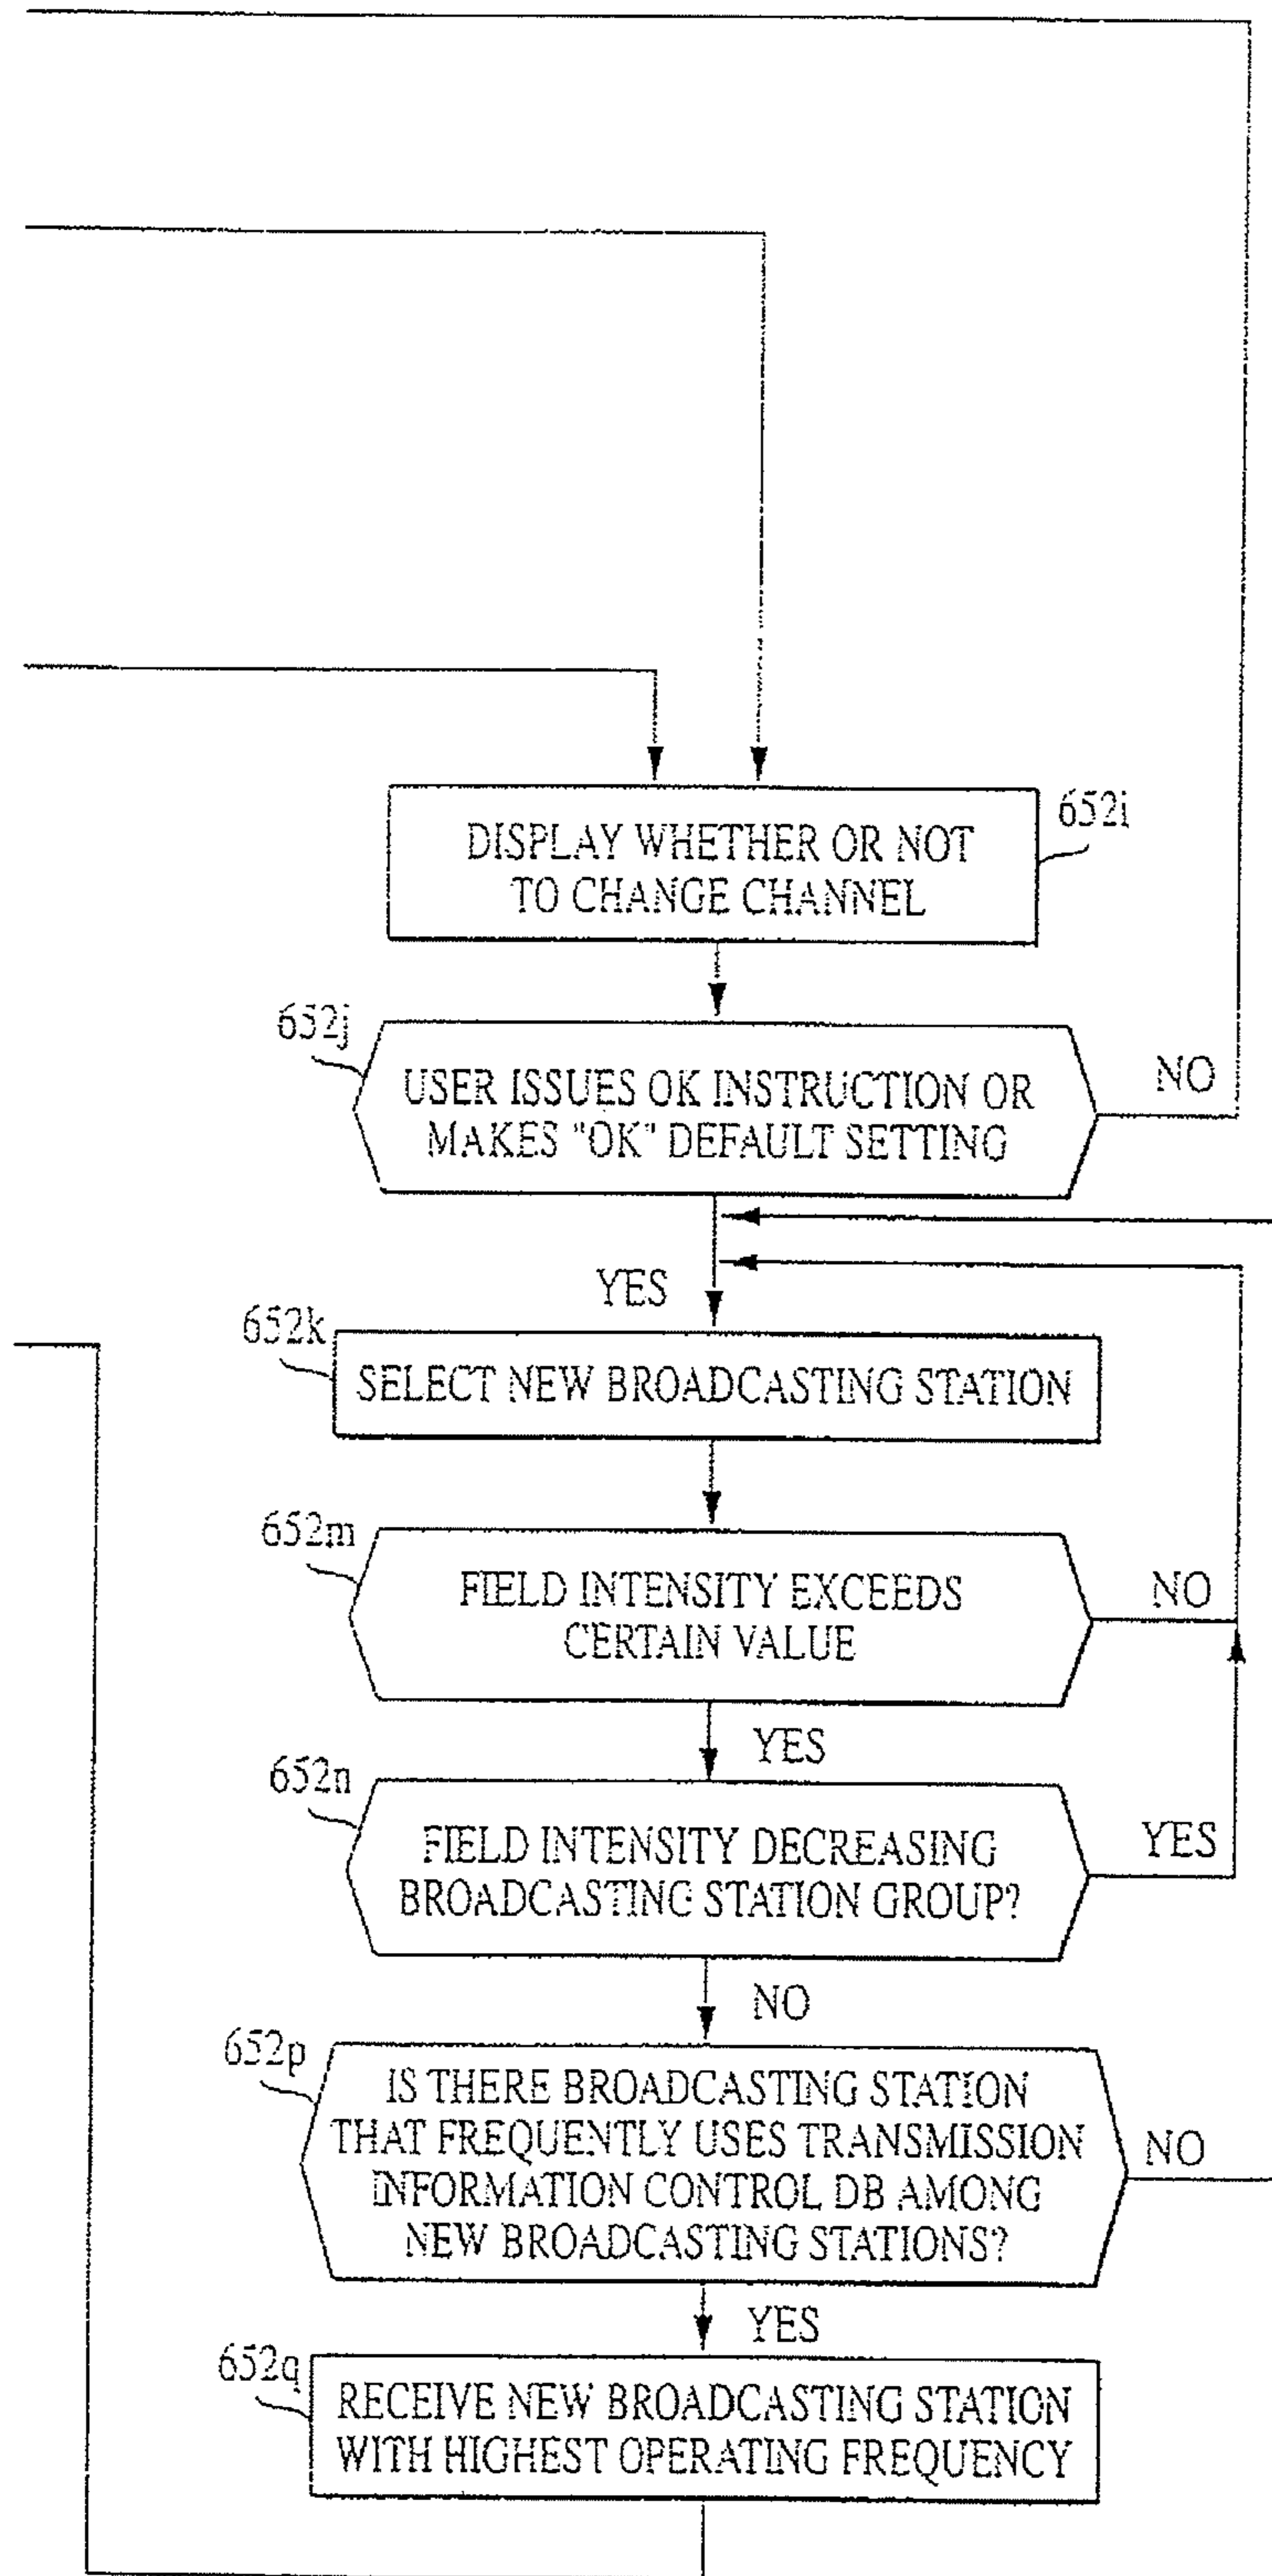 652i
DISPLAY WHETHER OR NOT
TO CHANGE CHANNEL
652j
USER ISSUES OK INSTRUCTION OR
MAKES "OK" DEFAULT SETTING
NO
YES
652k
SELECT NEW BROADCASTING STATION
652m
FIELD INTENSITY EXCEEDS
CERTAIN VALUE
NO
YES
652n
FIELD INTENSITY DECREASING
BROADCASTING STATION GROUP?
YES
NO
652p
IS THERE BROADCASTING STATION
THAT FREQUENTLY USES TRANSMISSION
INFORMATION CONTROL DB AMONG
NEW BROADCASTING STATIONS?
NO
YES
652q
RECEIVE NEW BROADCASTING STATION
WITH HIGHEST OPERATING FREQUENCY